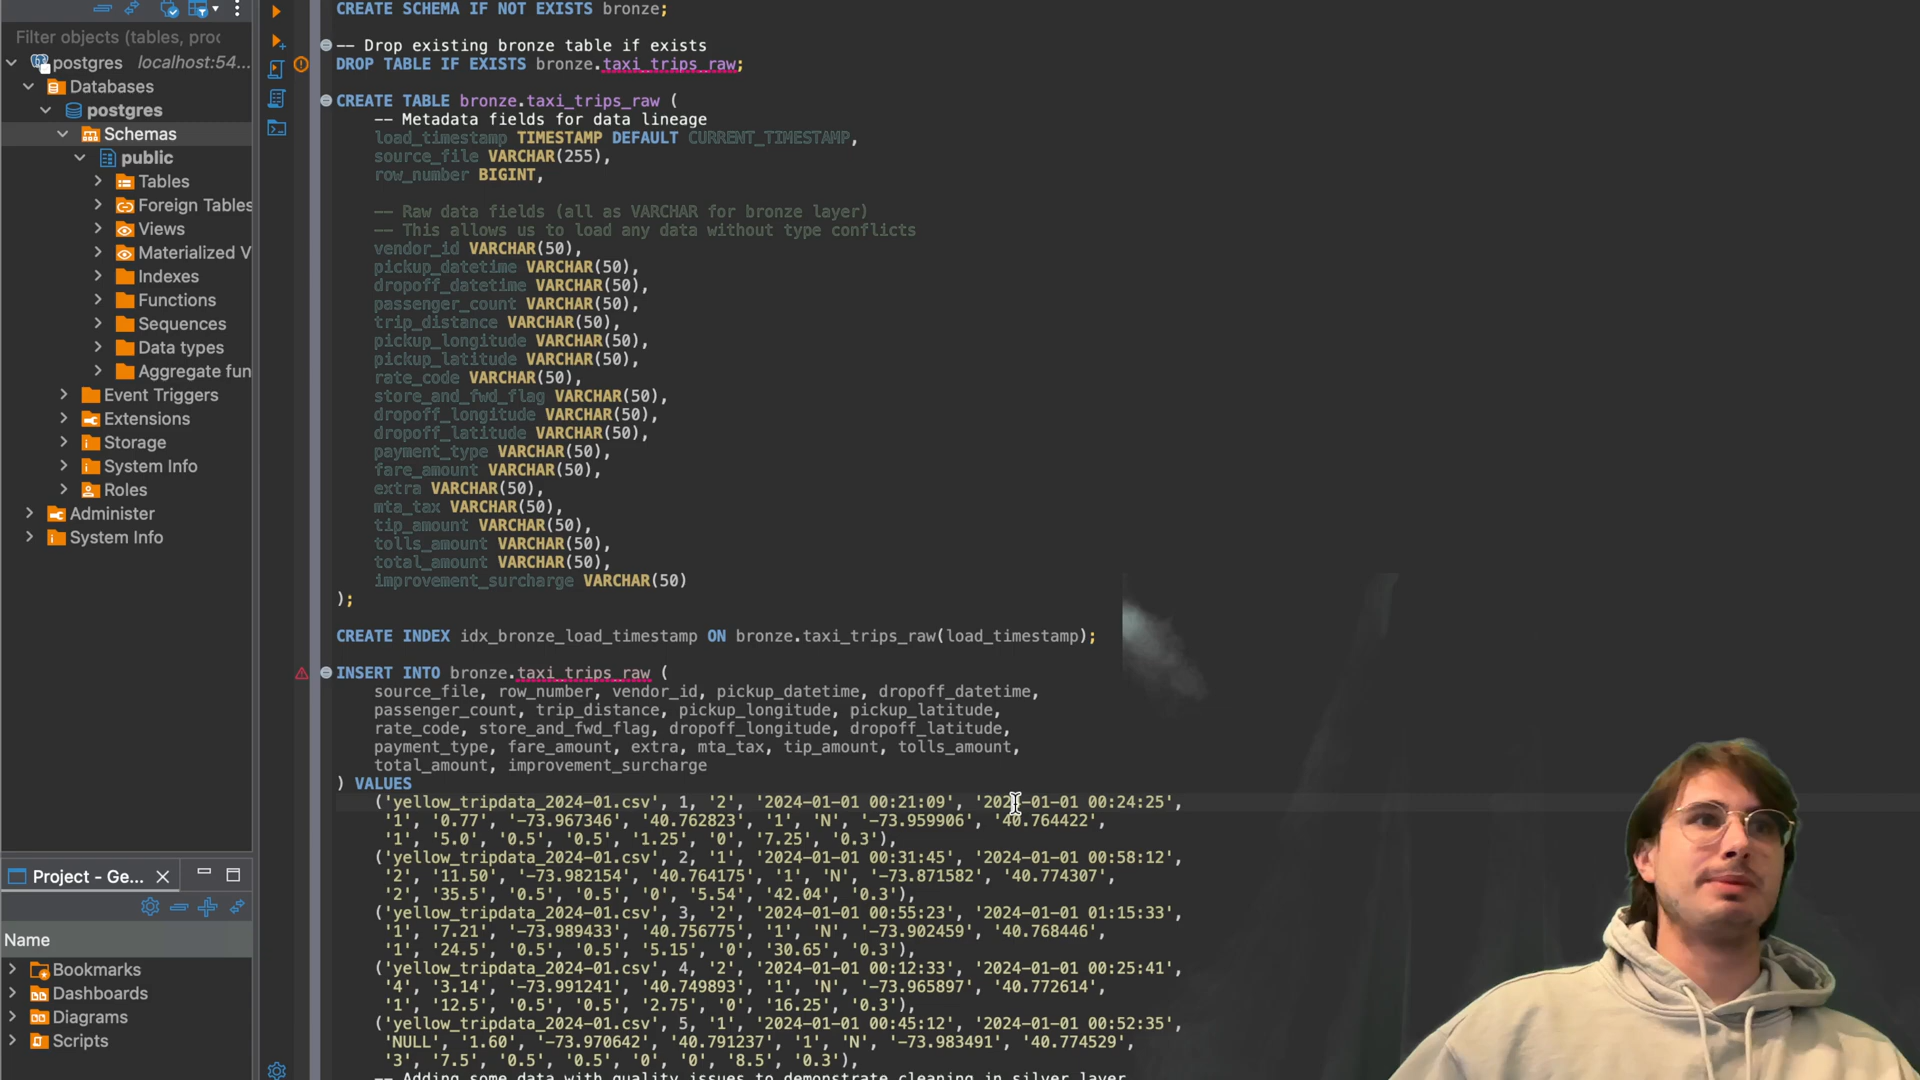 Filter objects (tables, proc
postgres localhost:54...
Databases
postgres
Schemas
public
Tables
Foreign Tables
Views
Materialized V
Indexes
Functions
Sequences
Data types
Aggregate fun
Event Triggers
Extensions
Storage
System Info
Roles
Administer
System Info
Project - Ge...
Name
Bookmarks
Dashboards
Diagrams
Scripts
CREATE SCHEMA IF NOT EXISTS bronze;
-- Drop existing bronze table if exists
DROP TABLE IF EXISTS bronze.taxi_trips_raw;
CREATE TABLE bronze.taxi_trips_raw (
-- Metadata fields for data lineage
load_timestamp TIMESTAMP DEFAULT CURRENT_TIMESTAMP,
source_file VARCHAR(255),
row_number BIGINT,
-- Raw data fields (all as VARCHAR for bronze layer)
-- This allows us to load any data without type conflicts
vendor_id VARCHAR(50),
pickup_datetime VARCHAR(50),
dropoff_datetime VARCHAR(50),
passenger_count VARCHAR(50),
trip_distance VARCHAR(50),
pickup_longitude VARCHAR(50),
pickup_latitude VARCHAR(50),
rate_code VARCHAR(50),
store_and_fwd_flag VARCHAR(50),
dropoff_longitude VARCHAR(50),
dropoff_latitude VARCHAR(50),
payment_type VARCHAR(50),
fare_amount VARCHAR(50),
extra VARCHAR(50),
mta_tax VARCHAR(50),
tip_amount VARCHAR(50),
tolls_amount VARCHAR(50),
total_amount VARCHAR(50),
improvement_surcharge VARCHAR(50)
);
CREATE INDEX idx_bronze_load_timestamp ON bronze.taxi_trips_raw(load_timestamp);
INSERT INTO bronze.taxi_trips_raw (
source_file, row_number, vendor_id, pickup_datetime, dropoff_datetime,
passenger_count, trip_distance, pickup_longitude, pickup_latitude,
rate_code, store_and_fwd_flag, dropoff_longitude, dropoff_latitude,
payment_type, fare_amount, extra, mta_tax, tip_amount, tolls_amount,
total_amount, improvement_surcharge
) VALUES
('yellow_tripdata_2024-01.csv', 1, '2', '2024-01-01 00:21:09', '2024-01-01 00:24:25',
'1', '0.77', '-73.967346', '40.762823', '1', 'N', '-73.959906', '40.764422',
'1', '5.0', '0.5', '0.5', '1.25', '0', '7.25', '0.3'),
('yellow_tripdata_2024-01.csv', 2, '1', '2024-01-01 00:31:45', '2024-01-01 00:58:12',
'2', '11.50', '-73.982154', '40.764175', '1', 'N', '-73.871582', '40.774307',
'2', '35.5', '0.5', '0.5', '0', '5.54', '42.04', '0.3'),
('yellow_tripdata_2024-01.csv', 3, '2', '2024-01-01 00:55:23', '2024-01-01 01:15:33',
'1', '7.21', '-73.989433', '40.756775', '1', 'N', '-73.902459', '40.768446',
'1', '24.5', '0.5', '0.5', '5.15', '0', '30.65', '0.3'),
('yellow_tripdata_2024-01.csv', 4, '2', '2024-01-01 00:12:33', '2024-01-01 00:25:41',
'4', '3.14', '-73.991241', '40.749893', '1', 'N', '-73.965897', '40.772614',
'1', '12.5', '0.5', '0.5', '2.75', '0', '16.25', '0.3'),
('yellow_tripdata_2024-01.csv', 5, '1', '2024-01-01 00:45:12', '2024-01-01 00:52:35',
'NULL', '1.60', '-73.970642', '40.791237', '1', 'N', '-73.983491', '40.774529',
'3', '7.5', '0.5', '0.5', '0', '0', '8.5', '0.3'),
-- Adding some data with quality issues to demonstrate cleaning in silver layer